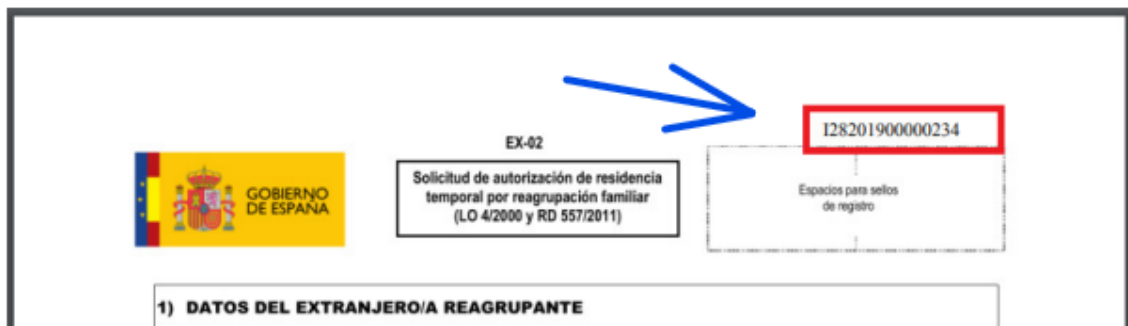 I28201900000234
EX-02
GOBIERNO
DE ESPAÑA
Solicitud de autorización de residencia
temporal por reagrupación familiar
(LO 4/2000 y RD 557/2011)
Espacios para sellos
de registro
1) DATOS DEL EXTRANJERO/A REAGRUPANTE